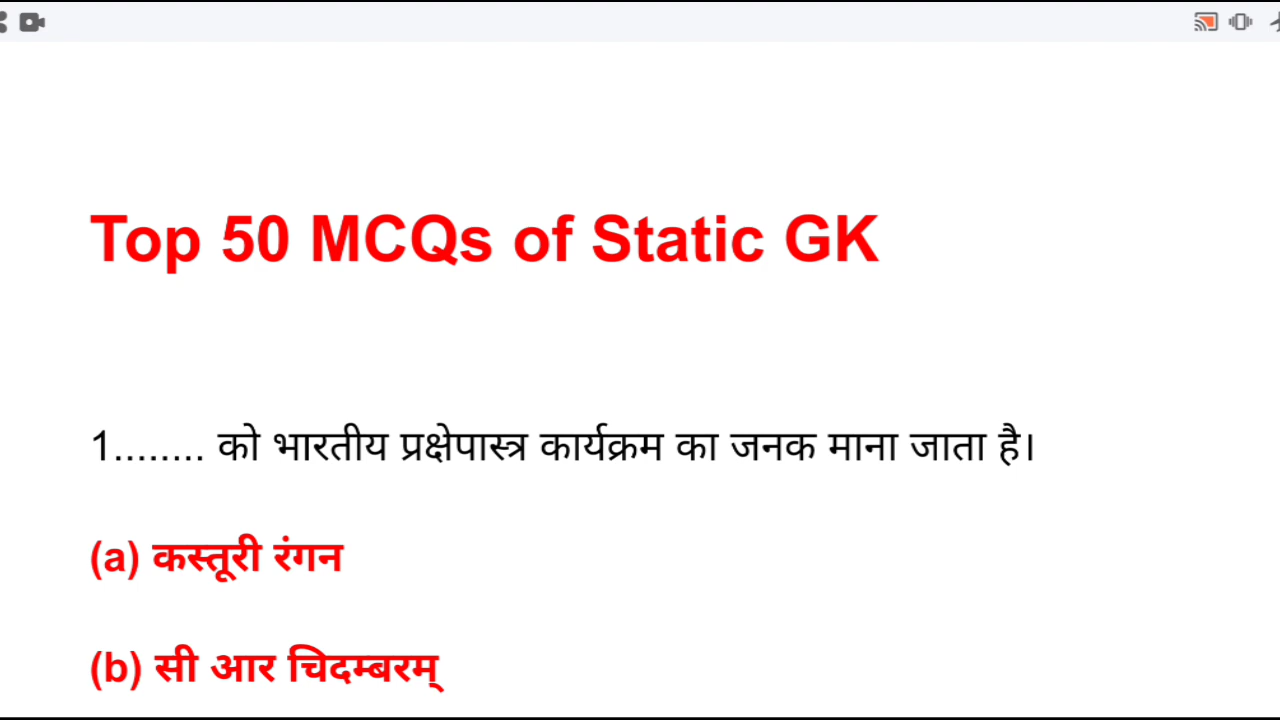 Top 50 MCQs of Static GK
1........ को भारतीय प्रक्षेपास्त्र कार्यक्रम का जनक माना जाता है।
(a) कस्तूरी रंगन
(b) सी आर चिदम्बरम्